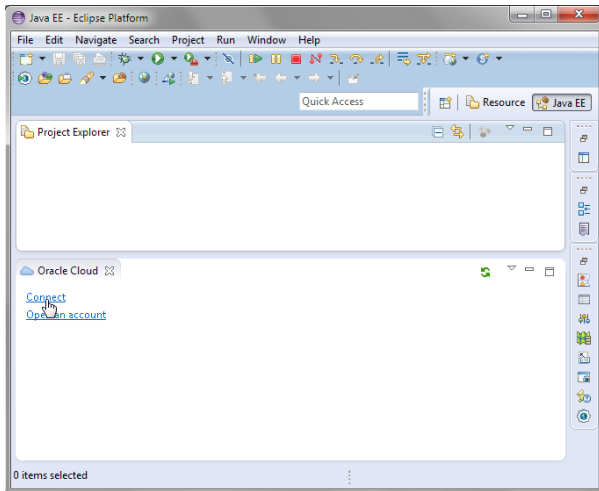 Java EE - Eclipse Platform
File Edit Navigate Search Project Run Window Help
Quick Access
Resource
Java EE
Project Explorer
Oracle Cloud
Connect
Open an account
0 items selected